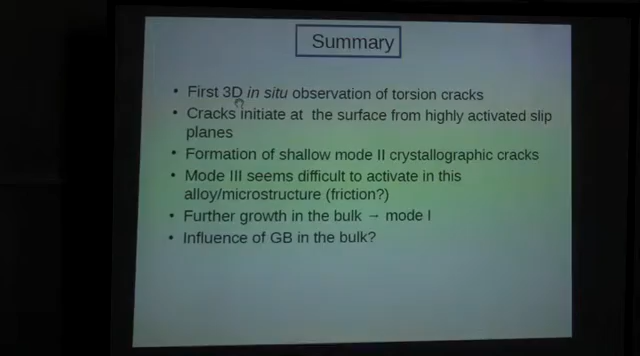 Summary
• First 3D in situ observation of torsion cracks
• Cracks initiate at the surface from highly activated slip
planes
• Formation of shallow mode II crystallographic cracks
• Mode III seems difficult to activate in this
alloy/microstructure (friction?)
• Further growth in the bulk → mode I
• Influence of GB in the bulk?